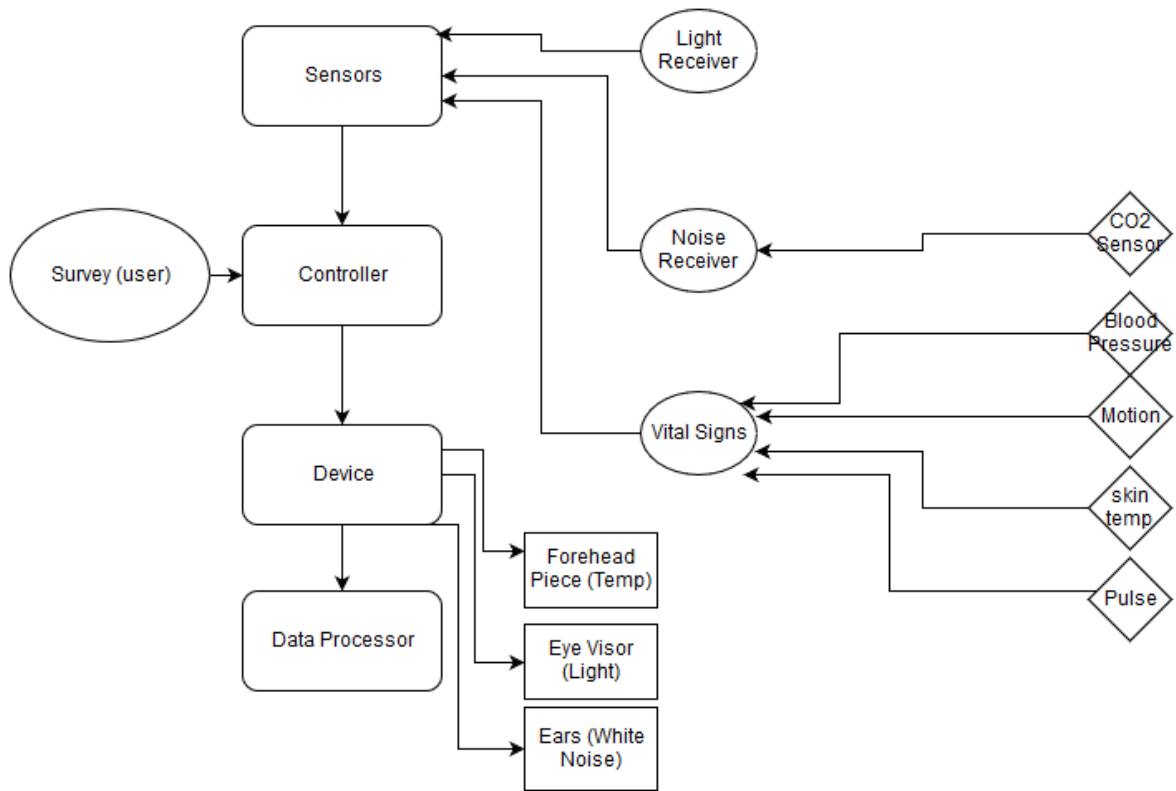 Light
Receiver
Sensors
CO2
Sensor
Noise
Receiver
Survey (user)
Controller
Blood
Pressure
Motion
Vital Signs
Device
skin
temp
Forehead
Piece (Temp)
Pulse
Data Processor
Eye Visor
(Light)
Ears (White
Noise)